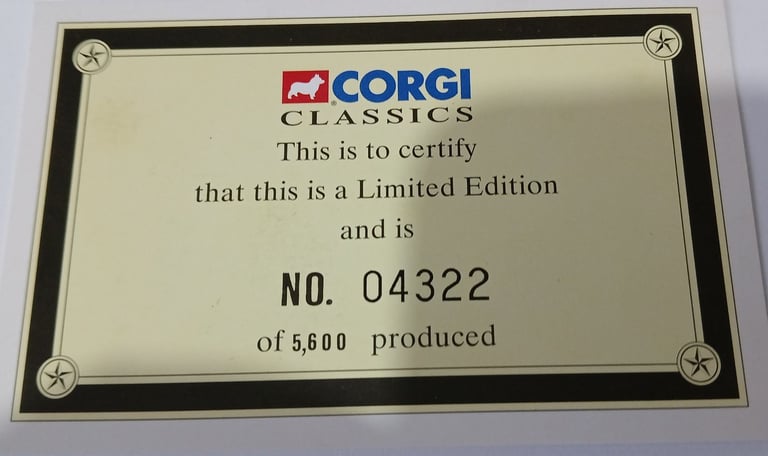 CORGI
CLASSICS
This is to certify
that this is a Limited Edition
and is
NO. 04322
of 5,600 produced